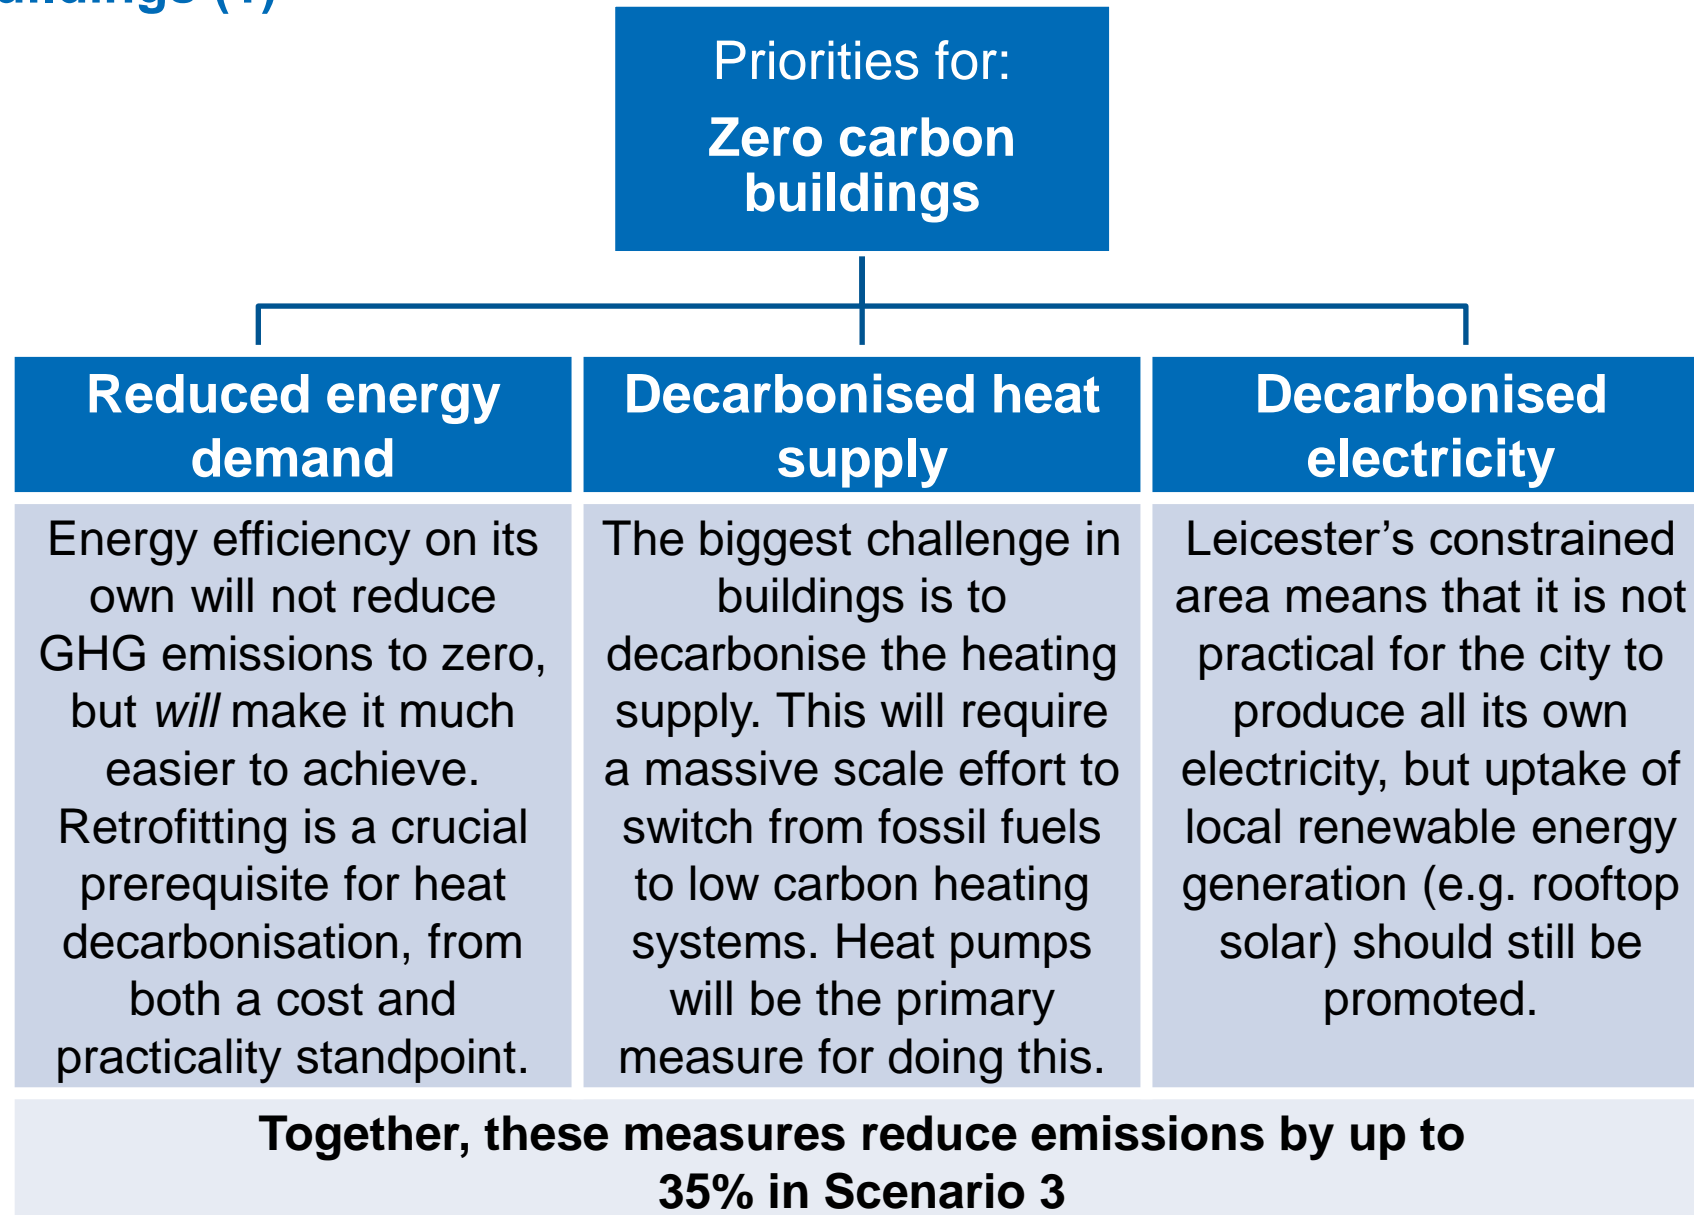 Priorities for:
Zero carbon
buildings
Reduced energy
demand
Decarbonised heat
supply
Decarbonised
electricity
Energy efficiency on its
own will not reduce
GHG emissions to zero,
but will make it much
easier to achieve.
Retrofitting is a crucial
prerequisite for heat
decarbonisation, from
both a cost and
practicality standpoint.
The biggest challenge in
buildings is to
decarbonise the heating
supply. This will require
a massive scale effort to
switch from fossil fuels
to low carbon heating
systems. Heat pumps
will be the primary
measure for doing this.
Leicester’s constrained
area means that it is not
practical for the city to
produce all its own
electricity, but uptake of
local renewable energy
generation (e.g. rooftop
solar) should still be
promoted.
Together, these measures reduce emissions by up to
35% in Scenario 3